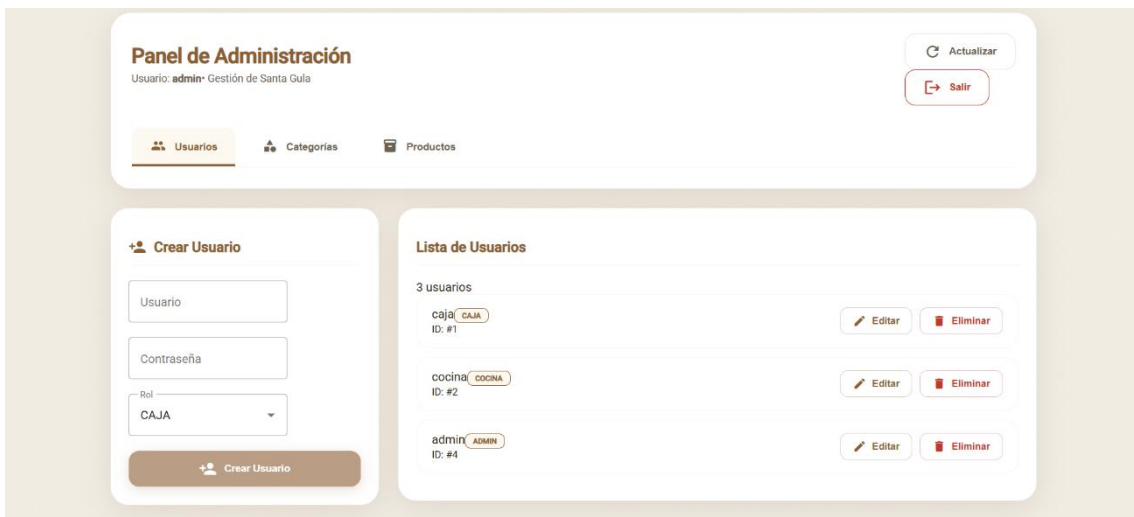 Panel de Administración
Usuario: admin• Gestión de Santa Gula
Actualizar
Salir
Usuarios
Categorías
Productos
Crear Usuario
Usuario
Contraseña
Rol
CAJA
Crear Usuario
Lista de Usuarios
3 usuarios
caja CAJA
ID: #1
Editar
Eliminar
cocina COCINA
ID: #2
Editar
Eliminar
admin ADMIN
ID: #4
Editar
Eliminar